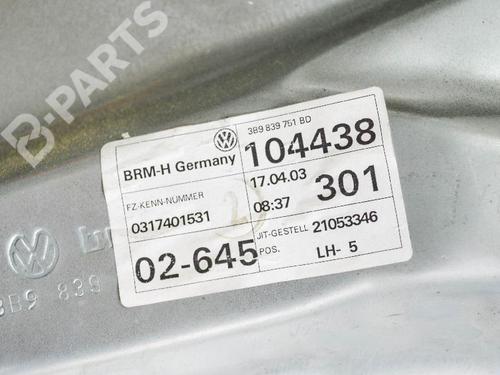 B-PARTS
3B9 839 751 BD
BRM-H Germany
104438
FZ-KENN-NUMMER
17.04.03
0317401531
08:37
301
02-645
JIT-GESTELL 21053346
POS.
LH- 5
2
3B9 839